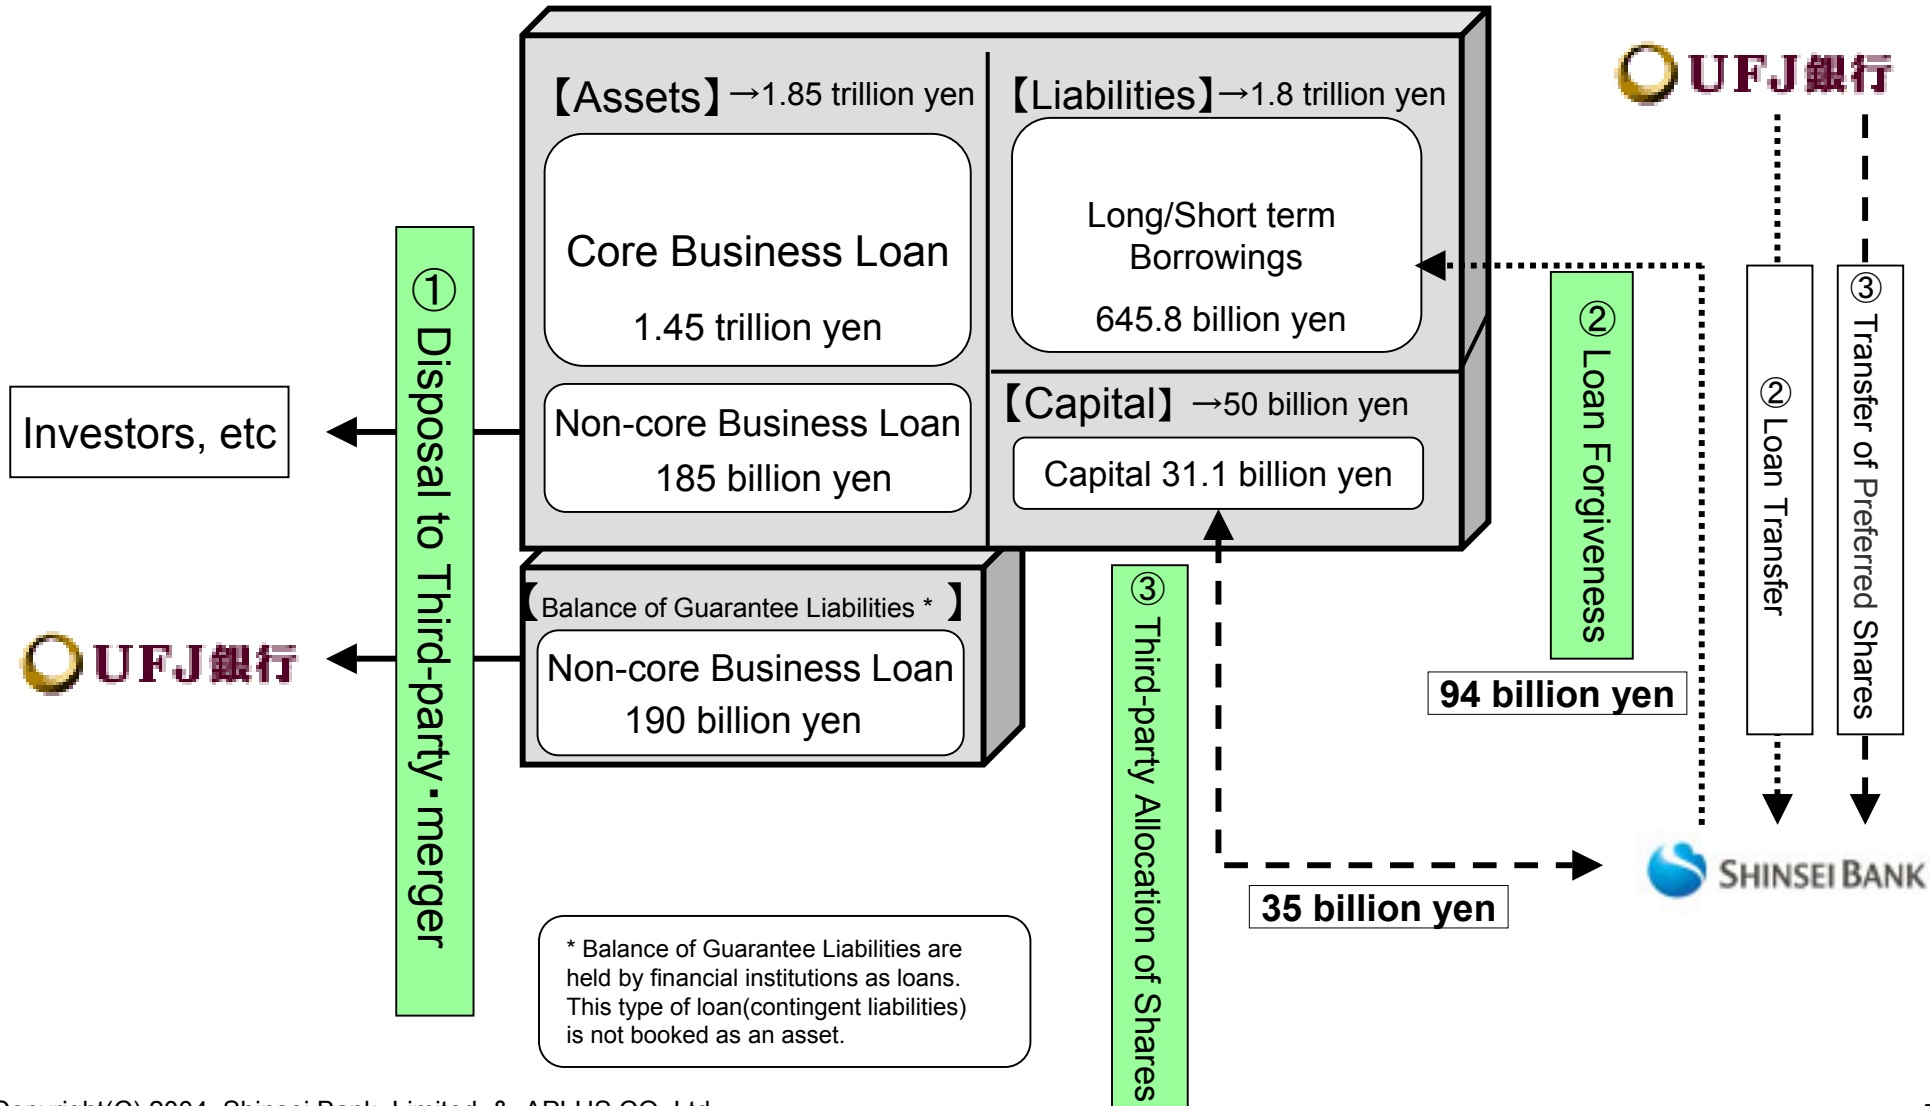 【Assets】→1.85 trillion yen
Core Business Loan
1.45 trillion yen
Non-core Business Loan
185 billion yen
【Liabilities】→1.8 trillion yen
Long/Short term
Borrowings
645.8 billion yen
【Capital】→50 billion yen
Capital 31.1 billion yen
【Balance of Guarantee Liabilities * 】
Non-core Business Loan
190 billion yen
① Disposal to Third-party・merger
Investors, etc
UFJ銀行
UFJ銀行
② Loan Forgiveness
94 billion yen
② Loan Transfer
③ Transfer of Preferred Shares
③ Third-party Allocation of Shares
35 billion yen
SHINSEI BANK
* Balance of Guarantee Liabilities are
held by financial institutions as loans.
This type of loan(contingent liabilities)
is not booked as an asset.